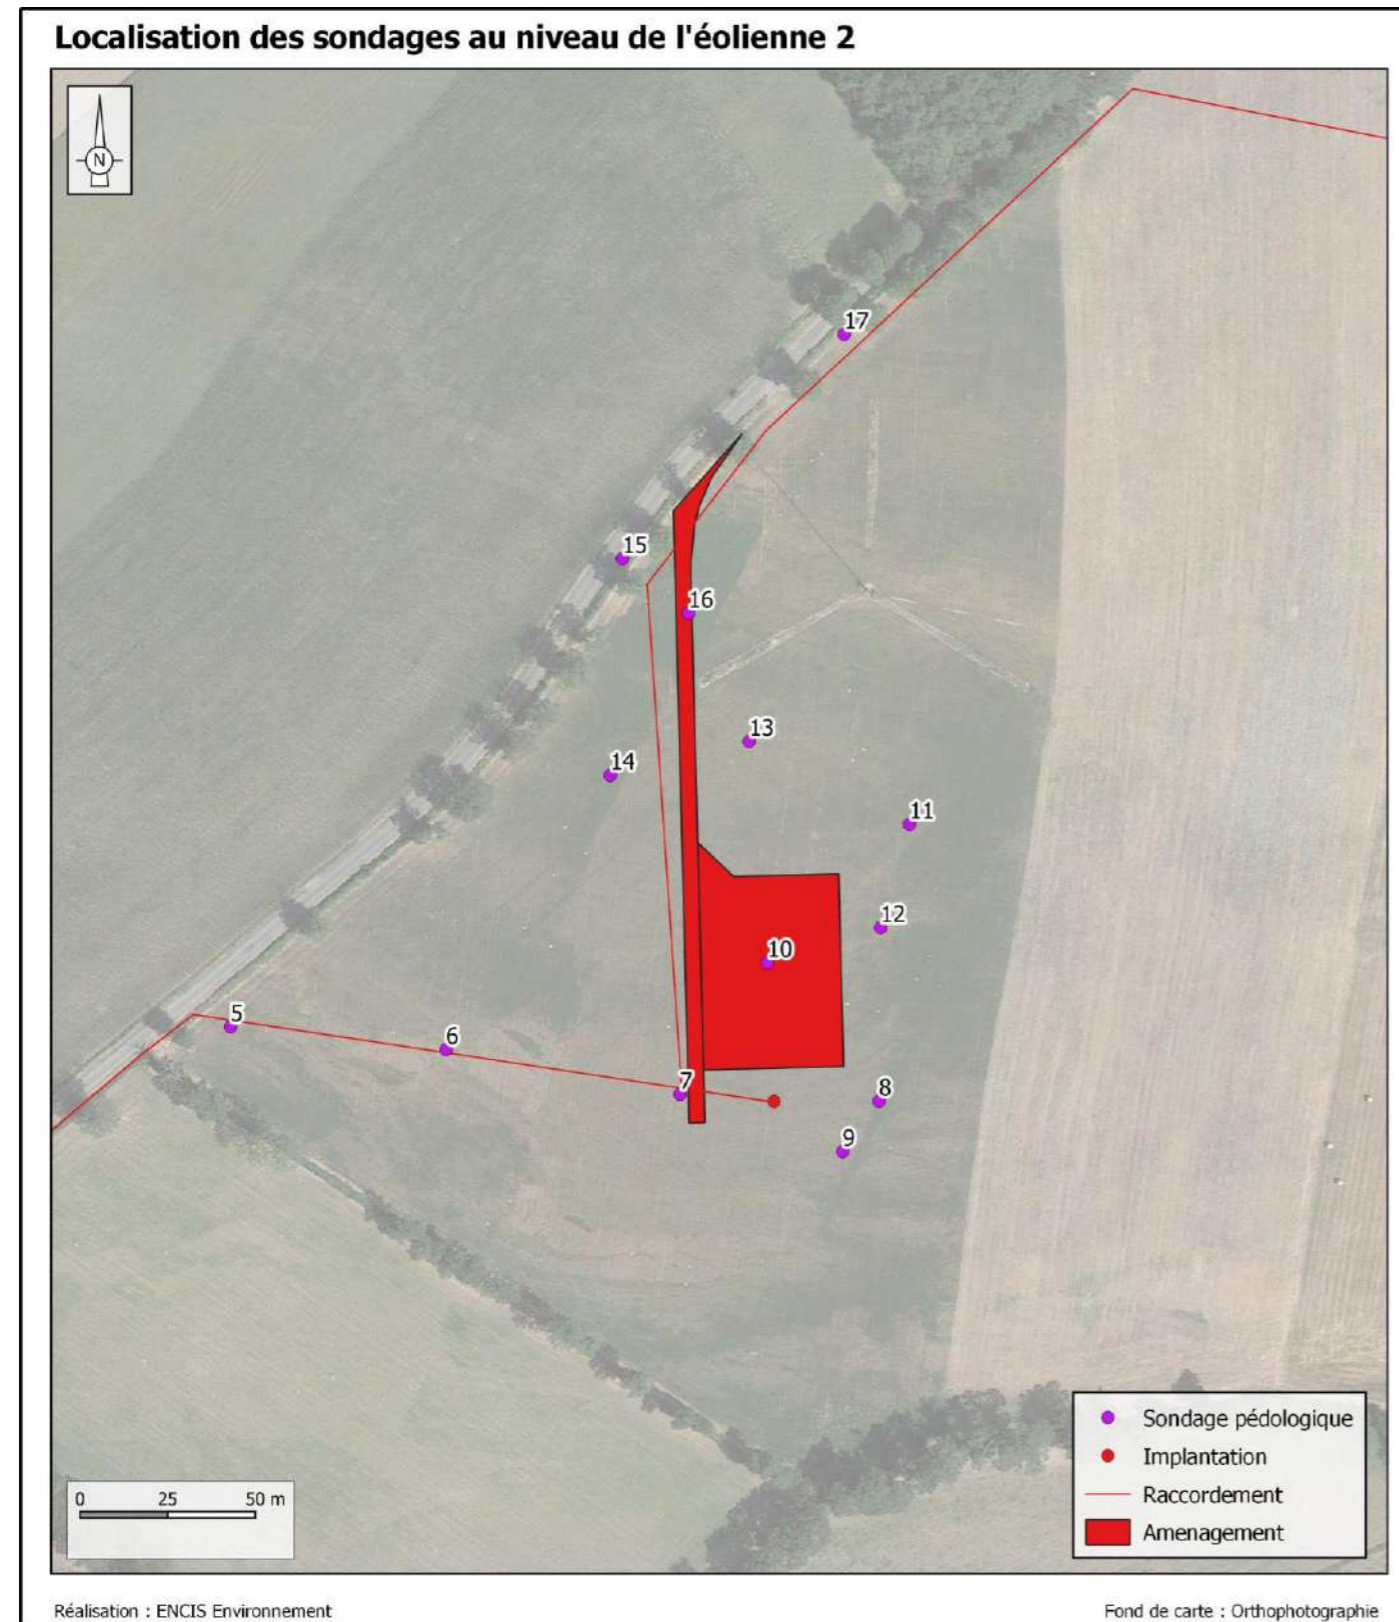 Localisation des sondages au niveau de l'éolienne 2
N
17
15
16
13
14
11
12
10
5
6
7
8
9
Sondage pédologique
Implantation
Raccordement
Amenagement
0 25 50 m
Réalisation : ENCIS Environnement
Fond de carte : Orthophotographie